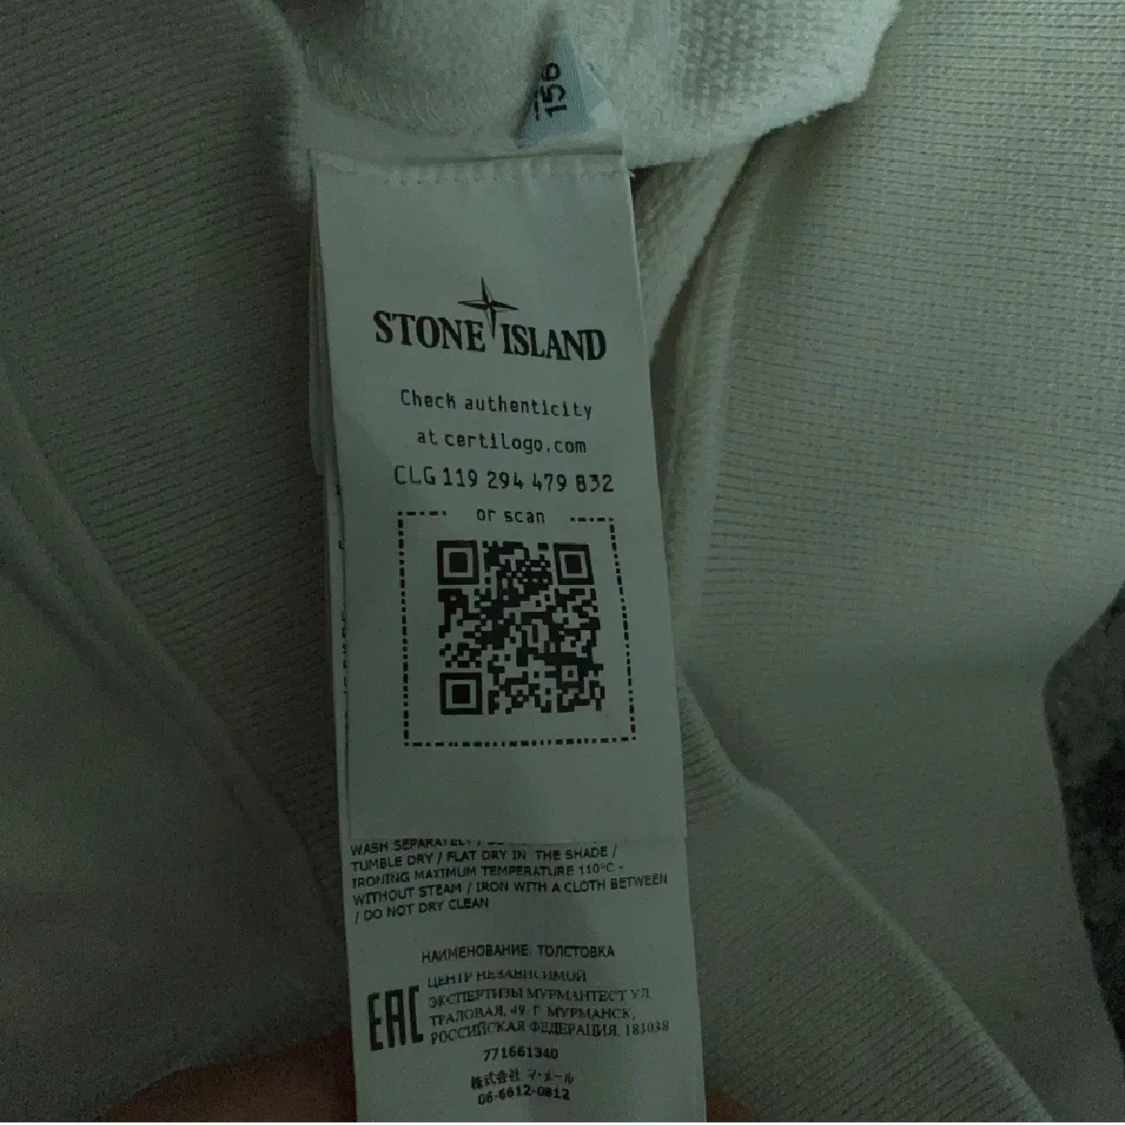 156
STONE ISLAND
Check authenticity
at certilogo.com
CLG 119 294 479 832
or scan
WASH SEPARATELY /
TUMBLE DRY / FLAT DRY IN THE SHADE /
IRONING MAXIMUM TEMPERATURE 110°C -
WITHOUT STEAM / IRON WITH A CLOTH BETWEEN
/ DO NOT DRY CLEAN
НАИМЕНОВАНИЕ: ТОЛСТОВКА
EAC
ЦЕНТР НЕЗАВИСИМОЙ
ЭКСПЕРТИЗЫ МУРМАНТЕСТ УЛ.
ТРАЛОВАЯ, 49, Г. МУРМАНСК,
РОССИЙСКАЯ ФЕДЕРАЦИЯ, 183038
771661340
株式会社 マ・メール
06-6612-0812